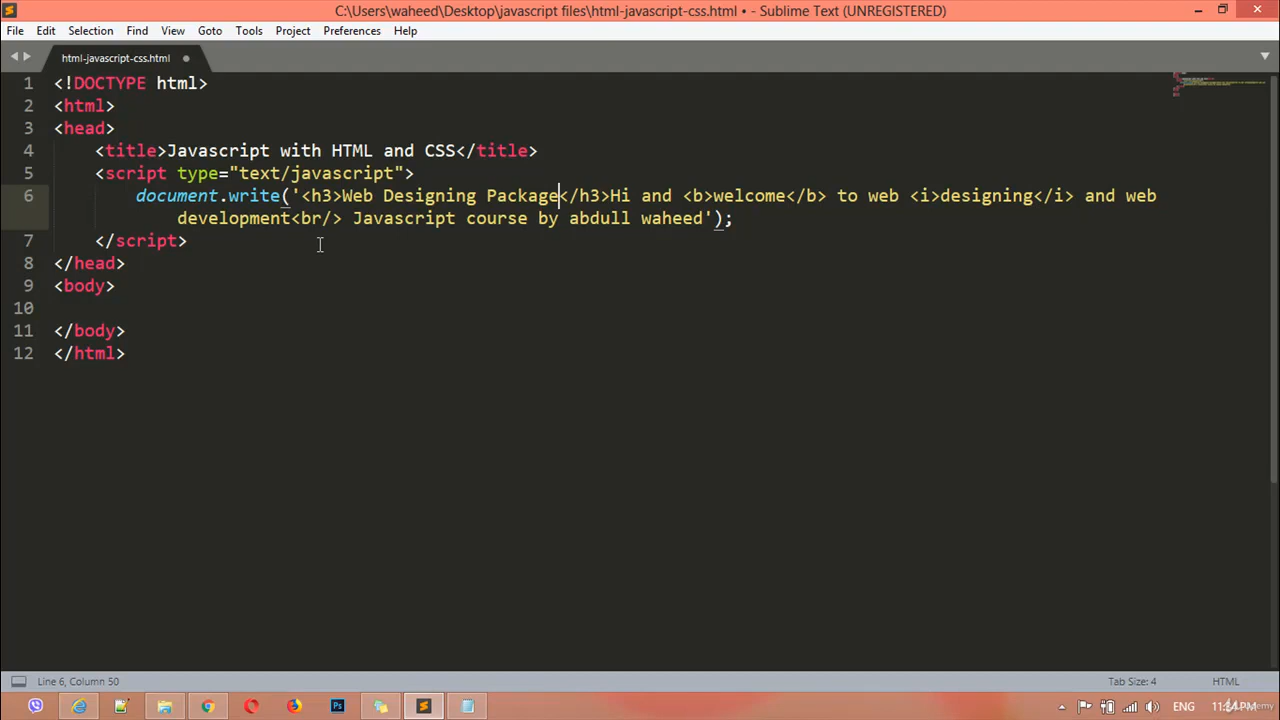 C:\Users\waheed\Desktop\javascript files\html-javascript-css.html • - Sublime Text (UNREGISTERED)
File Edit Selection Find View Goto Tools Project Preferences Help
html-javascript-css.html
1 <!DOCTYPE html>
2 <html>
3 <head>
4 <title>Javascript with HTML and CSS</title>
5 <script type="text/javascript">
6 document.write('<h3>Web Designing Package</h3>Hi and <b>welcome</b> to web <i>designing</i> and web
development<br/> Javascript course by abdull waheed');
7 </script>
8 </head>
9 <body>
10
11 </body>
12 </html>
Line 6, Column 50 Tab Size: 4 HTML
Ps ENG